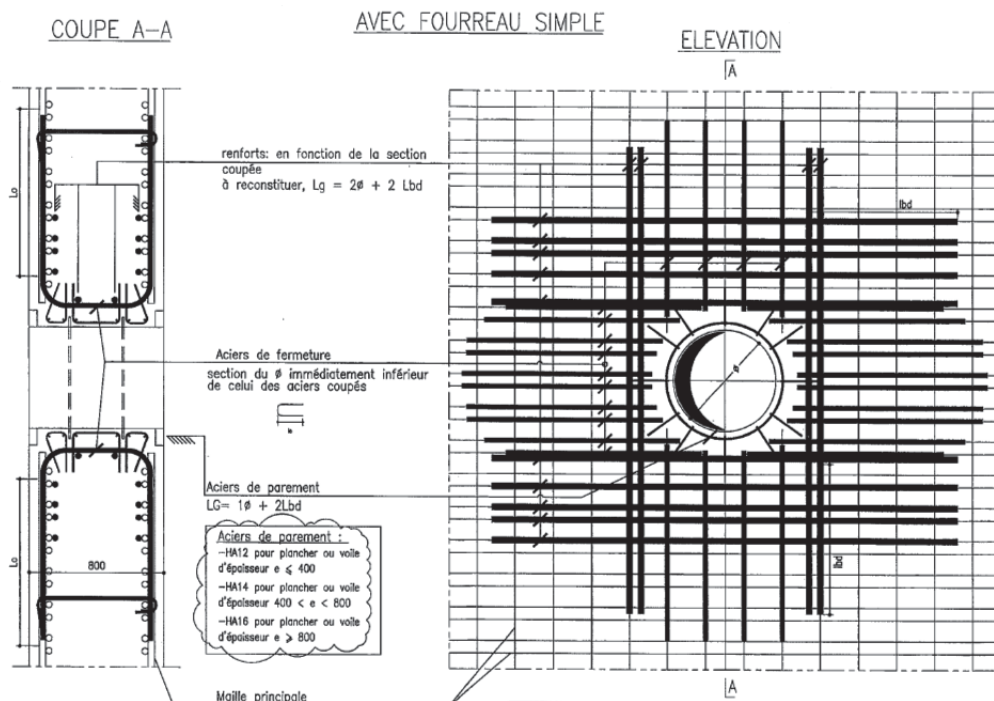 COUPE A-A
AVEC FOURREAU SIMPLE
ELEVATION
A
Lo
renforts: en fonction de la section
coupée
à reconstituer, Lg = 2ø + 2 Lbd
lbd
Aciers de fermeture
section du ø immédiatement inférieur
de celui des aciers coupés
ø
Aciers de parement
LG= 1ø + 2Lbd
Aciers de parement :
-HA12 pour plancher ou voile
d'épaisseur e ⩽ 400
-HA14 pour plancher ou voile
d'épaisseur 400 < e < 800
-HA16 pour plancher ou voile
d'épaisseur e ⩾ 800
Lo
800
lbd
Maille principale
A